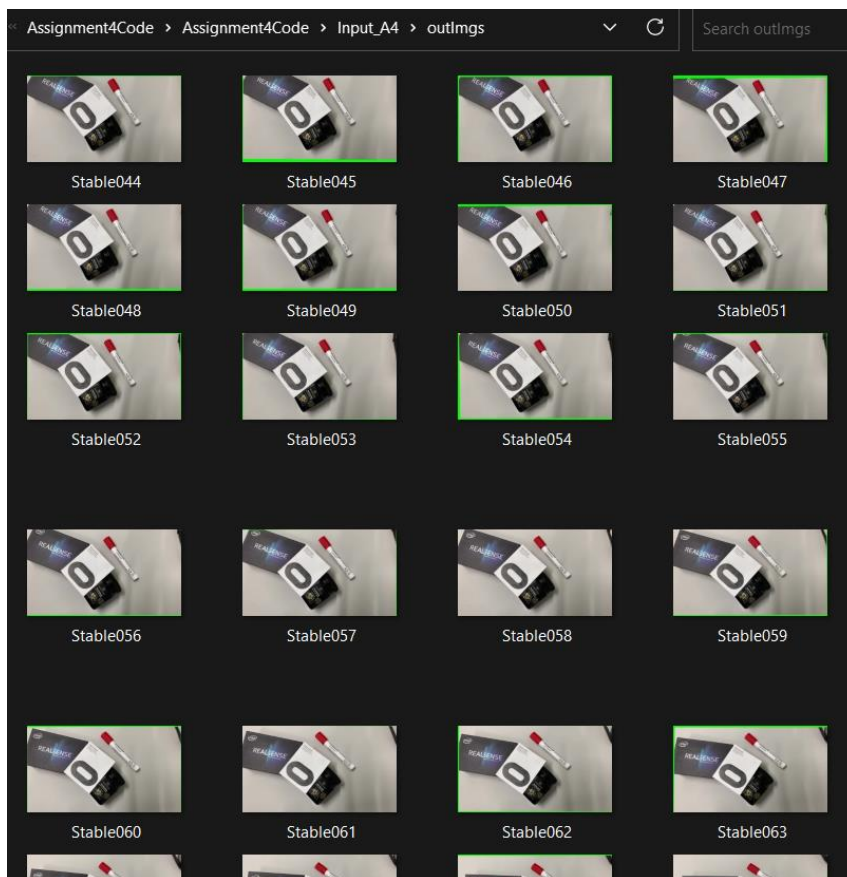 « Assignment4Code › Assignment4Code › Input_A4 › outImgs
Search outImgs
Stable044 Stable045 Stable046 Stable047
Stable048 Stable049 Stable050 Stable051
Stable052 Stable053 Stable054 Stable055
Stable056 Stable057 Stable058 Stable059
Stable060 Stable061 Stable062 Stable063